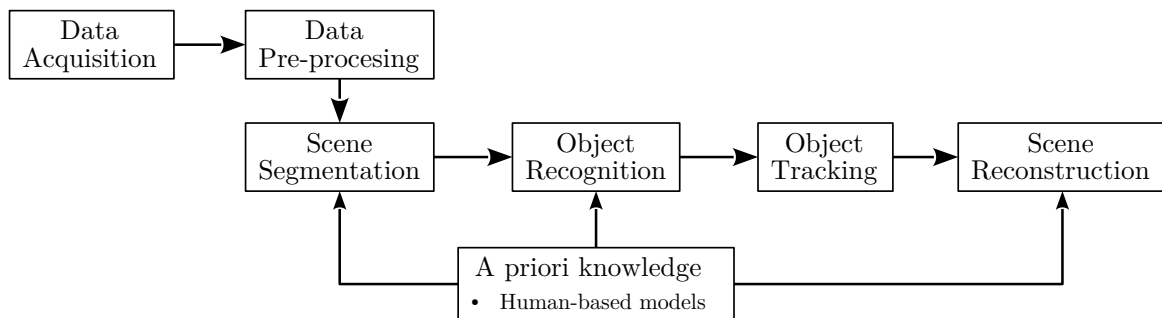 Data
Acquisition
Data
Pre-procesing
Scene
Segmentation
Object
Recognition
Object
Tracking
Scene
Reconstruction
A priori knowledge
• Human-based models